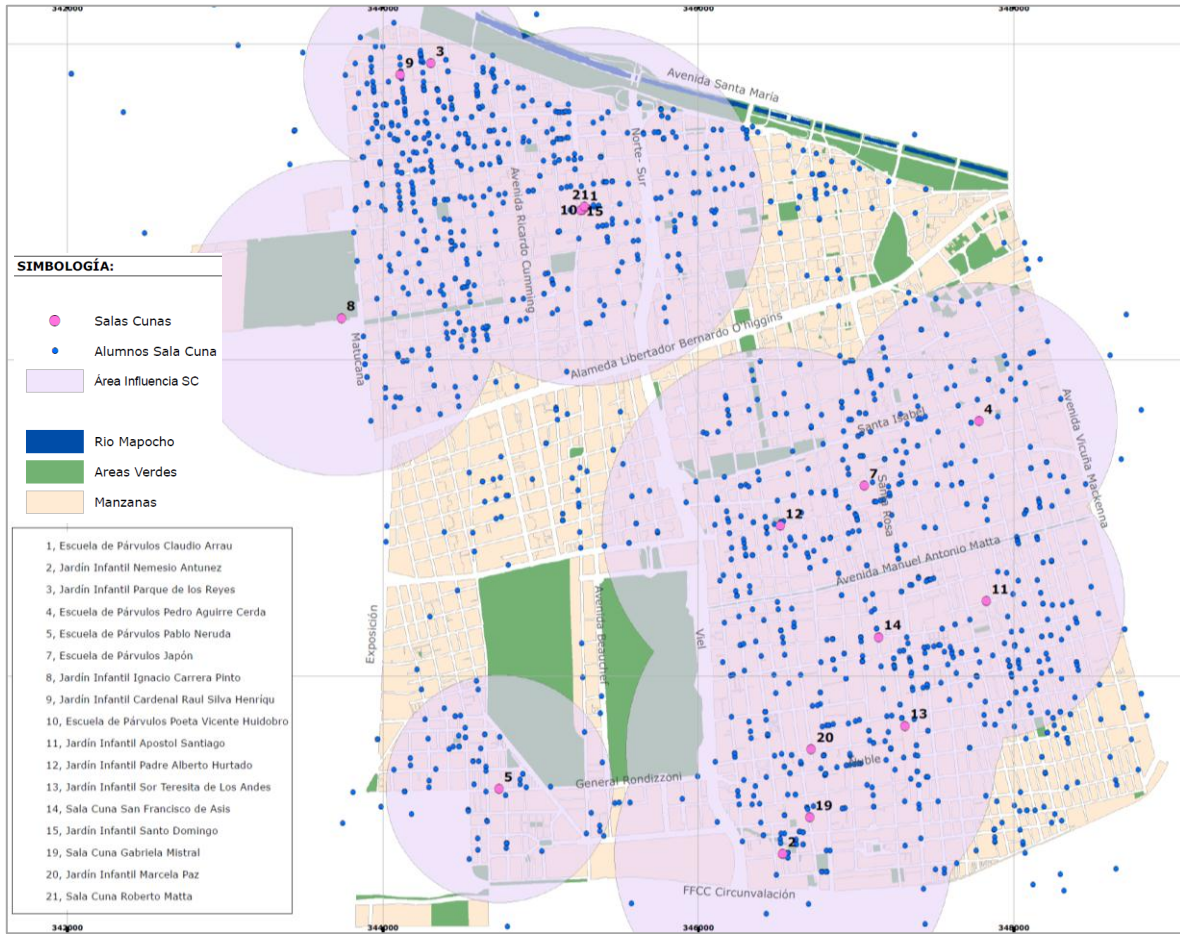 342000 344000 346000 348000
3
9
Avenida Santa María
Norte- Sur
Avenida Ricardo Cumming
21 1
10 15
SIMBOLOGÍA:
Salas Cunas
Alumnos Sala Cuna
Área Influencia SC
Rio Mapocho
Areas Verdes
Manzanas
8
Matucana
Alameda Libertador Bernardo O'higgins
Santa Isabel
4
Avenida Vicuña Mackenna
7
Santa Rosa
12
Avenida Manuel Antonio Matta
11
14
Exposición
Avenida Beauchef
Viel
13
20
Ñuble
5
General Rondizzoni
19
2
FFCC Circunvalación
1, Escuela de Párvulos Claudio Arrau
2, Jardín Infantil Nemesio Antunez
3, Jardín Infantil Parque de los Reyes
4, Escuela de Párvulos Pedro Aguirre Cerda
5, Escuela de Párvulos Pablo Neruda
7, Escuela de Párvulos Japón
8, Jardín Infantil Ignacio Carrera Pinto
9, Jardín Infantil Cardenal Raul Silva Henríqu
10, Escuela de Párvulos Poeta Vicente Huidobro
11, Jardín Infantil Apostol Santiago
12, Jardín Infantil Padre Alberto Hurtado
13, Jardín Infantil Sor Teresita de Los Andes
14, Sala Cuna San Francisco de Asis
15, Jardín Infantil Santo Domingo
19, Sala Cuna Gabriela Mistral
20, Jardín Infantil Marcela Paz
21, Sala Cuna Roberto Matta
342000 344000 346000 348000